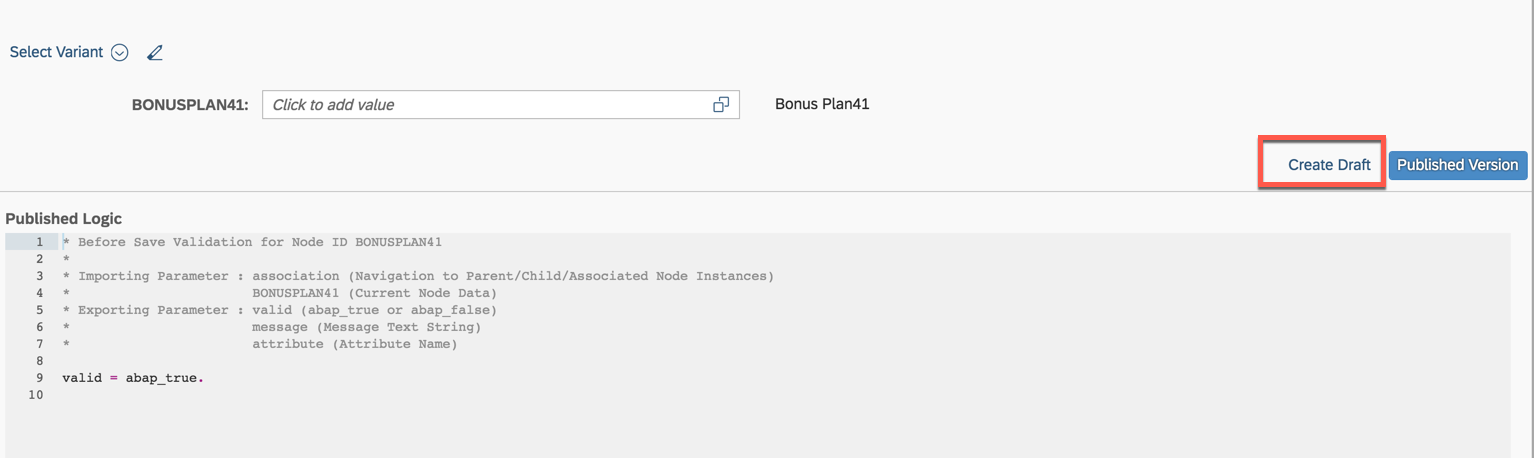 Select Variant
BONUSPLAN41: Click to add value Bonus Plan41
Create Draft Published Version
Published Logic
1 * Before Save Validation for Node ID BONUSPLAN41
2 *
3 * Importing Parameter : association (Navigation to Parent/Child/Associated Node Instances)
4 * BONUSPLAN41 (Current Node Data)
5 * Exporting Parameter : valid (abap_true or abap_false)
6 * message (Message Text String)
7 * attribute (Attribute Name)
8
9 valid = abap_true.
10